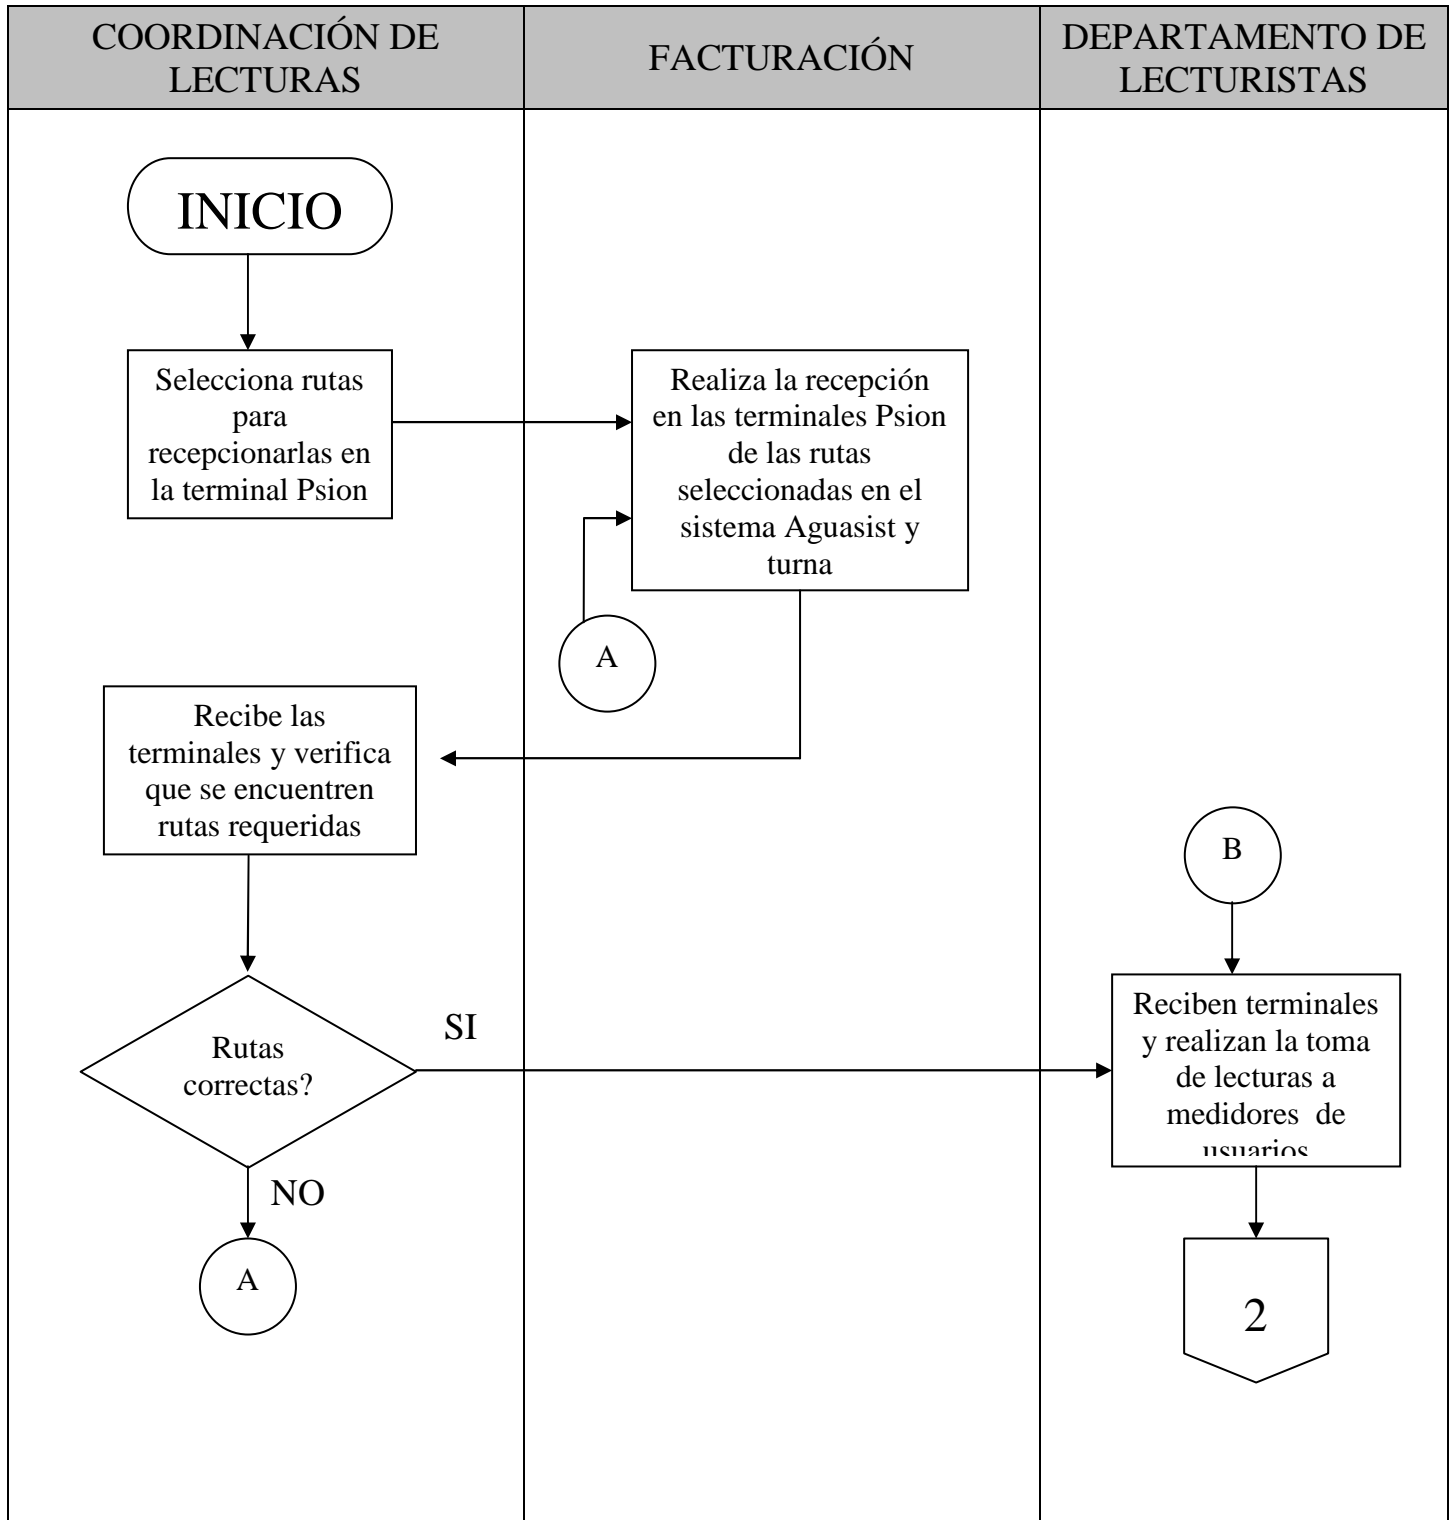 COORDINACIÓN DE
LECTURAS
FACTURACIÓN
DEPARTAMENTO DE
LECTURISTAS
INICIO
Selecciona rutas
para
recepcionarlas en
la terminal Psion
Realiza la recepción
en las terminales Psion
de las rutas
seleccionadas en el
sistema Aguasist y
turna
A
Recibe las
terminales y verifica
que se encuentren
rutas requeridas
B
Rutas
correctas?
SI
Reciben terminales
y realizan la toma
de lecturas a
medidores de
usuarios
NO
A
2